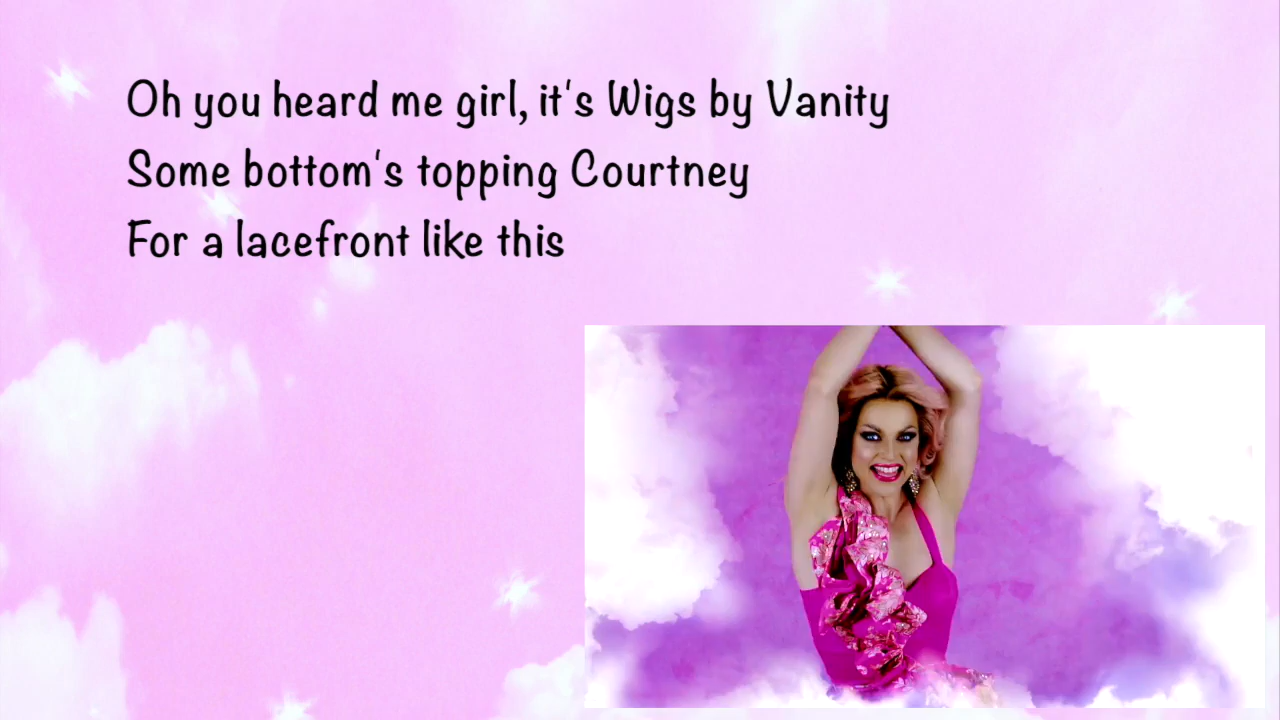 Oh you heard me girl, it's Wigs by Vanity
Some bottom's topping Courtney
For a lacefront like this